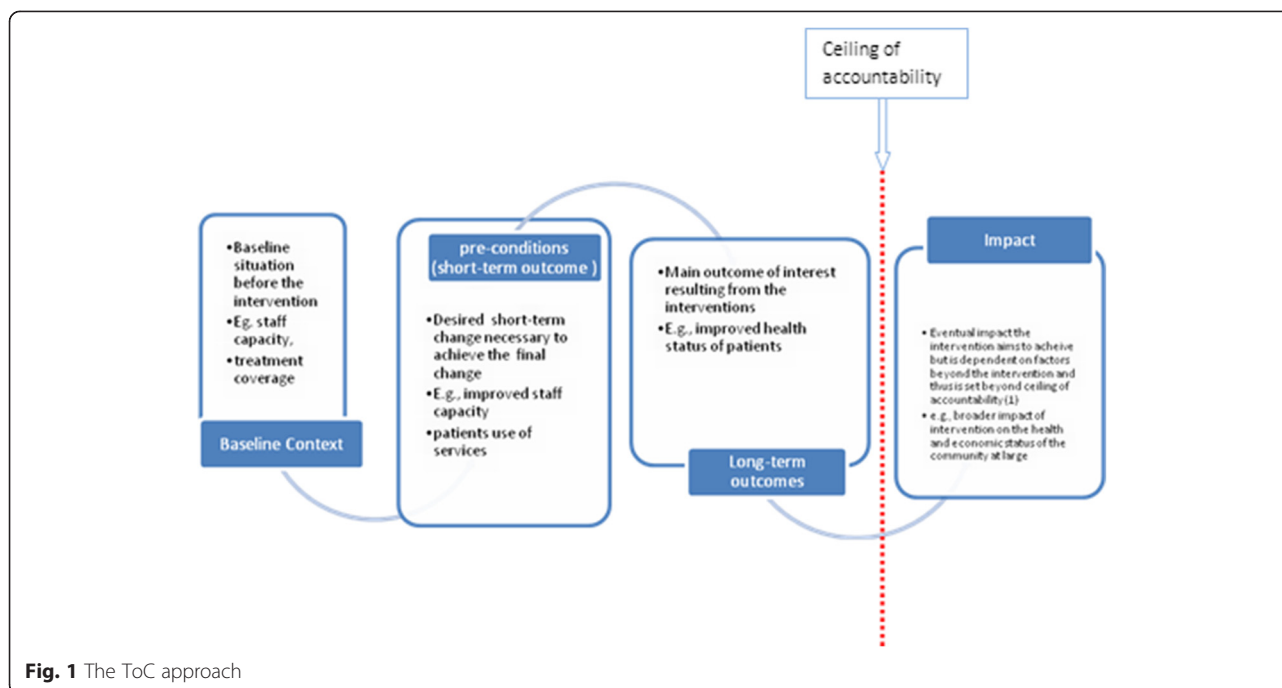 Ceiling of
accountability
•Baseline
situation
before the
intervention
•Eg. staff
capacity,
•treatment
coverage
Baseline Context
pre-conditions
(short-term outcome )
•Desired short-term
change necessary to
achieve the final
change
•E.g., improved staff
capacity
•patients use of
services
•Main outcome of interest
resulting from the
interventions
•E.g., improved health
status of patients
Long-term
outcomes
Impact
•Eventual impact the
intervention aims to acheive
but is dependent on factors
beyond the intervention and
thus is set beyond ceiling of
accountability (1)
•e.g., broader impact of
intervention on the health
and economic status of the
community at large
Fig. 1 The ToC approach